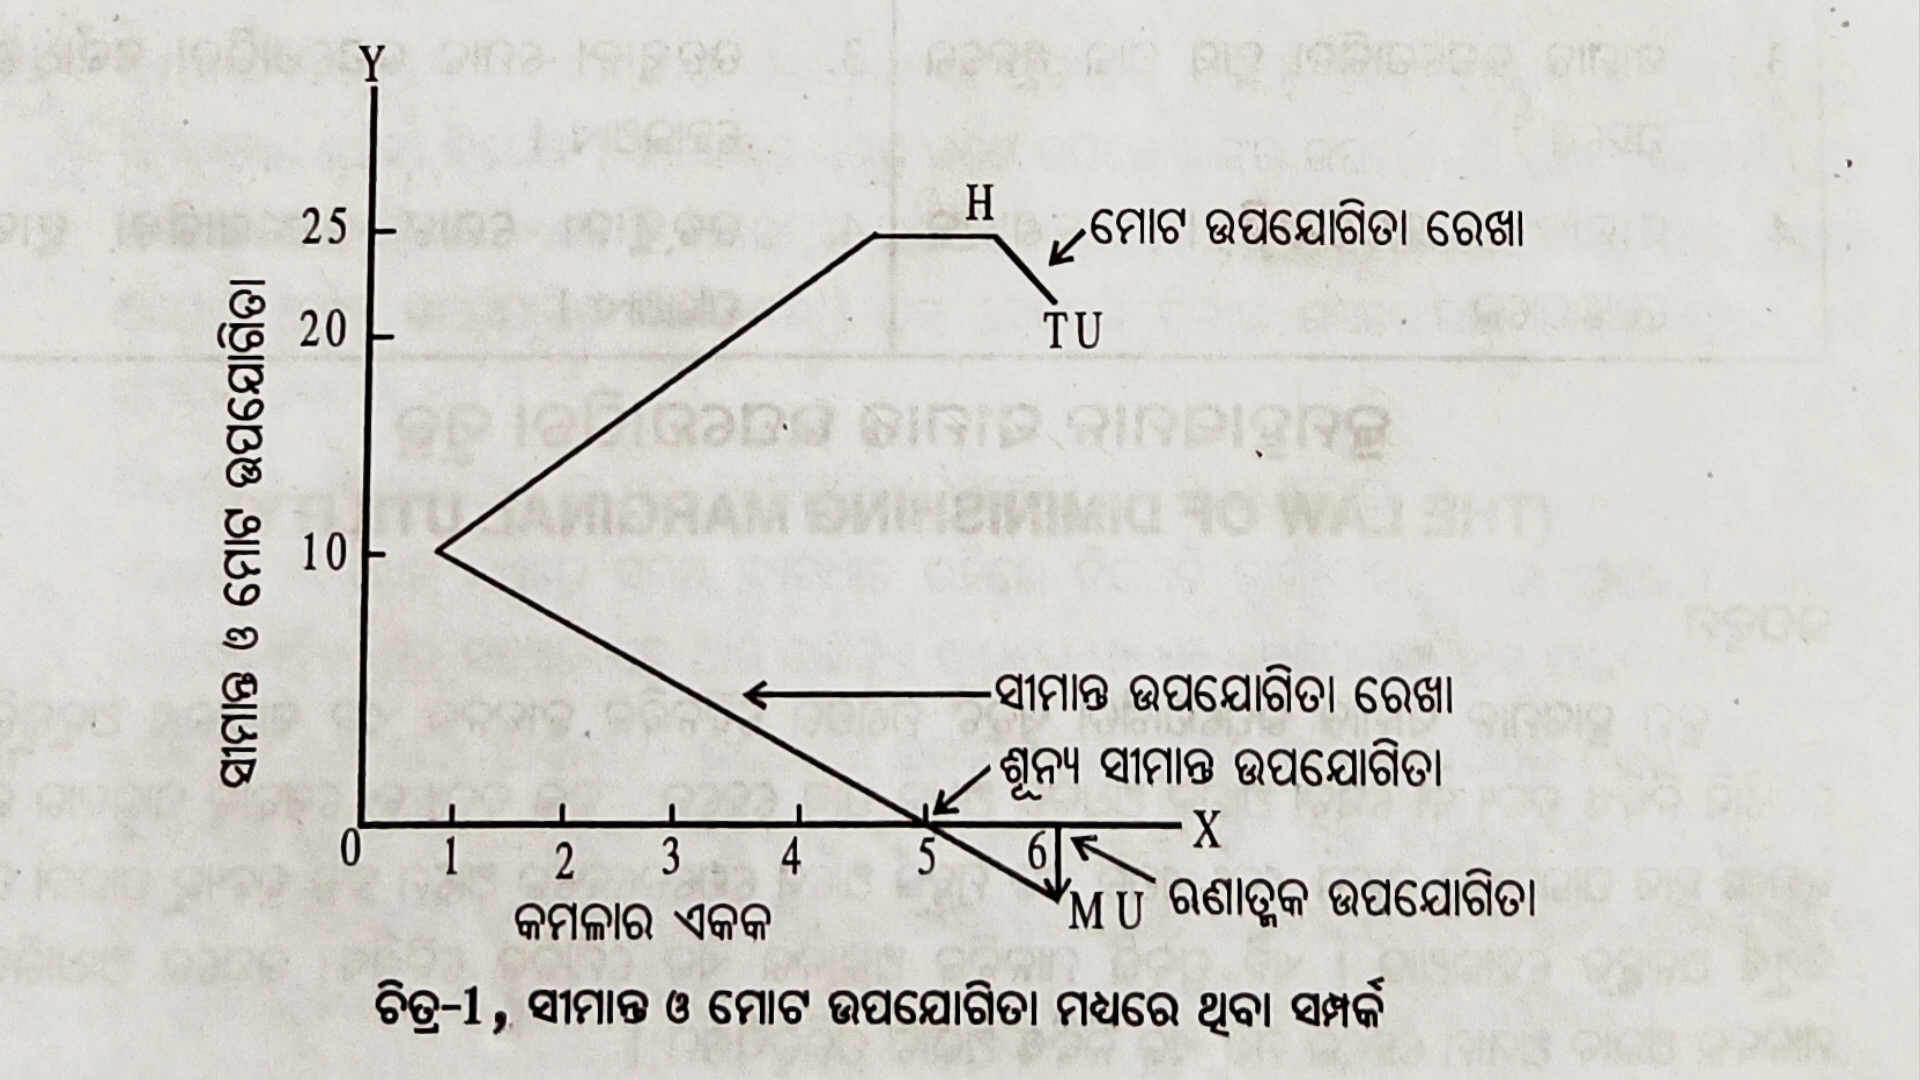 Y
H
25
ମୋଟ ଉପଯୋଗିତା ରେଖା
20
TU
ସୀମାନ୍ତ ଓ ମୋଟ ଉପଯୋଗିତା
10
ସୀମାନ୍ତ ଉପଯୋଗିତା ରେଖା
ଶୂନ୍ୟ ସୀମାନ୍ତ ଉପଯୋଗିତା
X
0 1 2 3 4 5 6
MU ଋଣାତ୍ମକ ଉପଯୋଗିତା
କମଳାର ଏକକ
ଚିତ୍ର-1, ସୀମାନ୍ତ ଓ ମୋଟ ଉପଯୋଗିତା ମଧ୍ୟରେ ଥିବା ସମ୍ପର୍କ